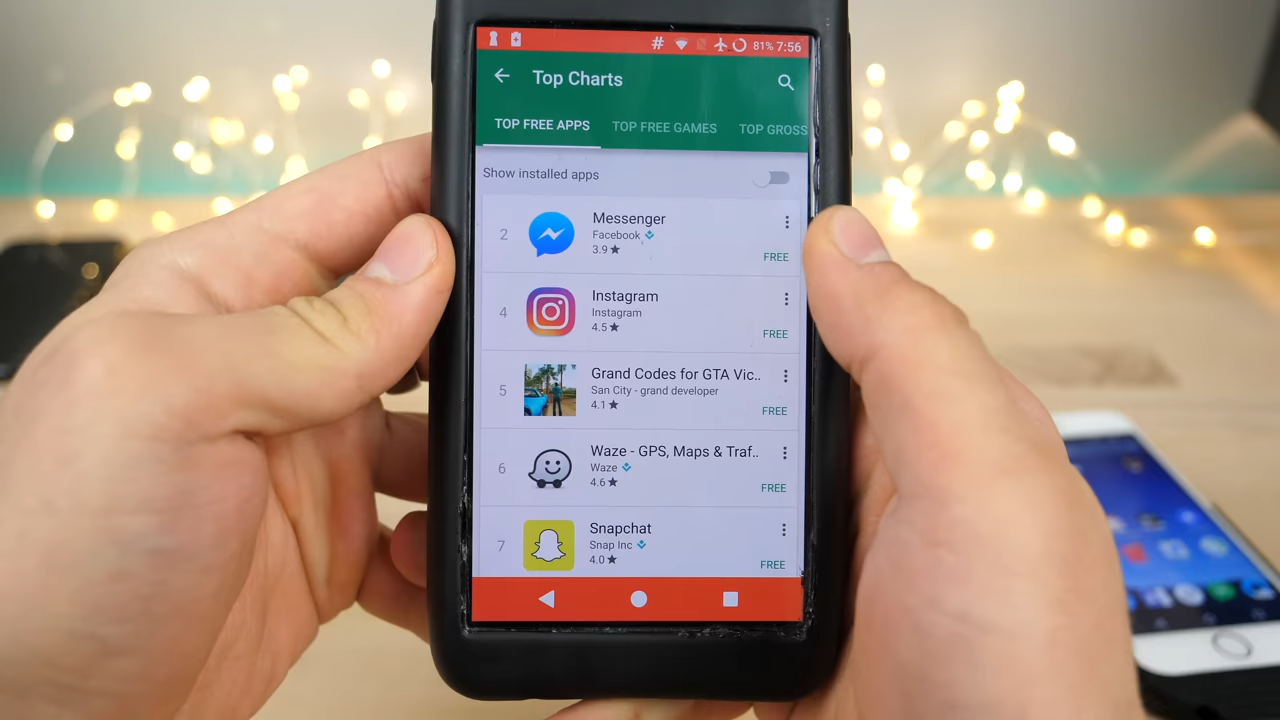 # 81% 7:56
Top Charts
TOP FREE APPS TOP FREE GAMES TOP GROSS
Show installed apps
2 Messenger
Facebook
3.9★
FREE
4 Instagram
Instagram
4.5★
FREE
5 Grand Codes for GTA Vic..
San City - grand developer
4.1★
FREE
6 Waze - GPS, Maps & Traf..
Waze
4.6★
FREE
7 Snapchat
Snap Inc
4.0★
FREE